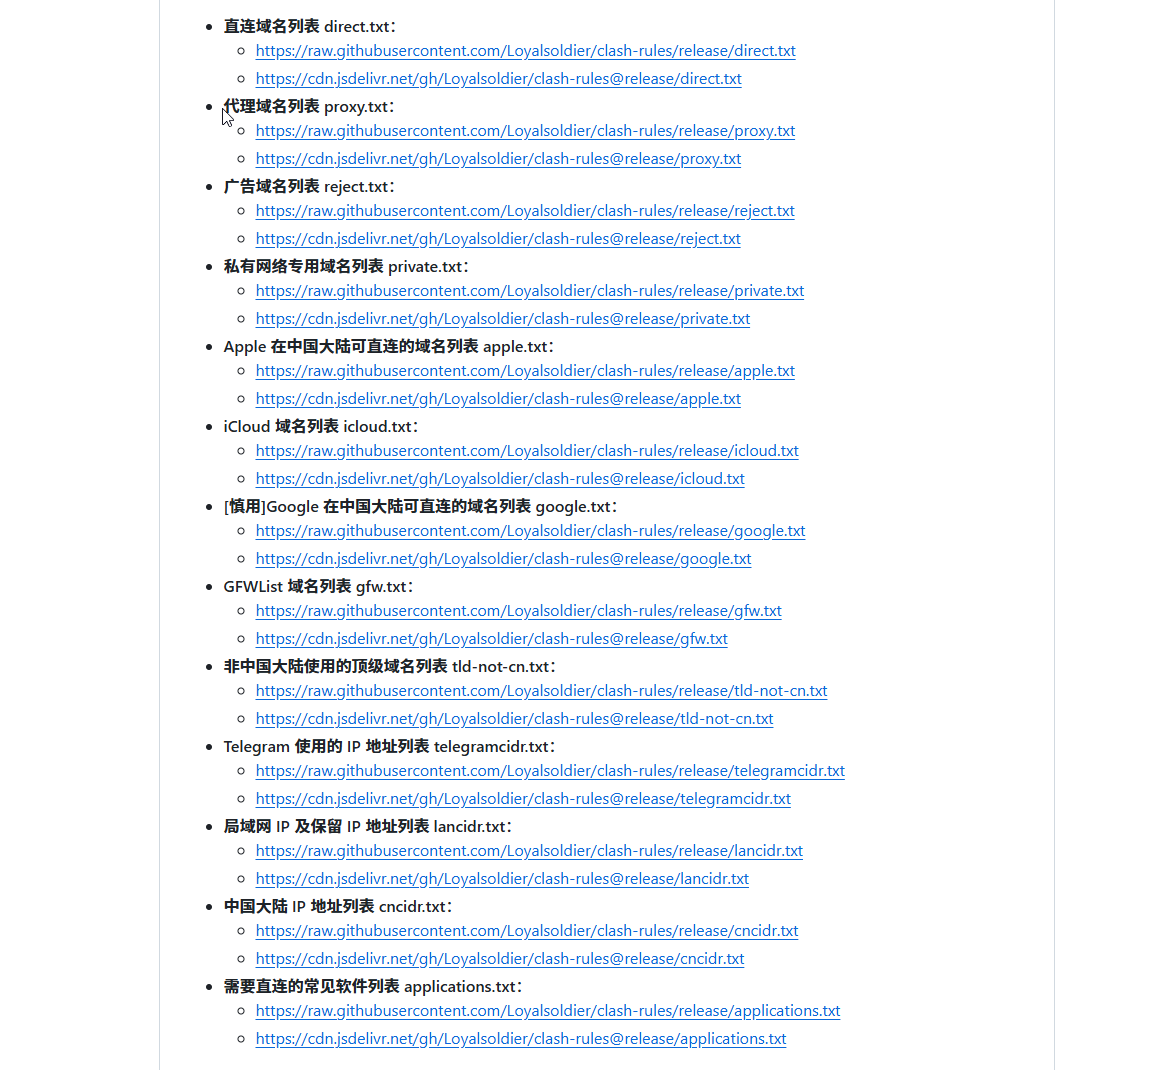 直连域名列表 direct.txt：
https://raw.githubusercontent.com/Loyalsoldier/clash-rules/release/direct.txt
https://cdn.jsdelivr.net/gh/Loyalsoldier/clash-rules@release/direct.txt
代理域名列表 proxy.txt：
https://raw.githubusercontent.com/Loyalsoldier/clash-rules/release/proxy.txt
https://cdn.jsdelivr.net/gh/Loyalsoldier/clash-rules@release/proxy.txt
广告域名列表 reject.txt：
https://raw.githubusercontent.com/Loyalsoldier/clash-rules/release/reject.txt
https://cdn.jsdelivr.net/gh/Loyalsoldier/clash-rules@release/reject.txt
私有网络专用域名列表 private.txt：
https://raw.githubusercontent.com/Loyalsoldier/clash-rules/release/private.txt
https://cdn.jsdelivr.net/gh/Loyalsoldier/clash-rules@release/private.txt
Apple 在中国大陆可直连的域名列表 apple.txt：
https://raw.githubusercontent.com/Loyalsoldier/clash-rules/release/apple.txt
https://cdn.jsdelivr.net/gh/Loyalsoldier/clash-rules@release/apple.txt
iCloud 域名列表 icloud.txt：
https://raw.githubusercontent.com/Loyalsoldier/clash-rules/release/icloud.txt
https://cdn.jsdelivr.net/gh/Loyalsoldier/clash-rules@release/icloud.txt
[慎用]Google 在中国大陆可直连的域名列表 google.txt：
https://raw.githubusercontent.com/Loyalsoldier/clash-rules/release/google.txt
https://cdn.jsdelivr.net/gh/Loyalsoldier/clash-rules@release/google.txt
GFWList 域名列表 gfw.txt：
https://raw.githubusercontent.com/Loyalsoldier/clash-rules/release/gfw.txt
https://cdn.jsdelivr.net/gh/Loyalsoldier/clash-rules@release/gfw.txt
非中国大陆使用的顶级域名列表 tld-not-cn.txt：
https://raw.githubusercontent.com/Loyalsoldier/clash-rules/release/tld-not-cn.txt
https://cdn.jsdelivr.net/gh/Loyalsoldier/clash-rules@release/tld-not-cn.txt
Telegram 使用的 IP 地址列表 telegramcidr.txt：
https://raw.githubusercontent.com/Loyalsoldier/clash-rules/release/telegramcidr.txt
https://cdn.jsdelivr.net/gh/Loyalsoldier/clash-rules@release/telegramcidr.txt
局域网 IP 及保留 IP 地址列表 lancidr.txt：
https://raw.githubusercontent.com/Loyalsoldier/clash-rules/release/lancidr.txt
https://cdn.jsdelivr.net/gh/Loyalsoldier/clash-rules@release/lancidr.txt
中国大陆 IP 地址列表 cncidr.txt：
https://raw.githubusercontent.com/Loyalsoldier/clash-rules/release/cncidr.txt
https://cdn.jsdelivr.net/gh/Loyalsoldier/clash-rules@release/cncidr.txt
需要直连的常见软件列表 applications.txt：
https://raw.githubusercontent.com/Loyalsoldier/clash-rules/release/applications.txt
https://cdn.jsdelivr.net/gh/Loyalsoldier/clash-rules@release/applications.txt